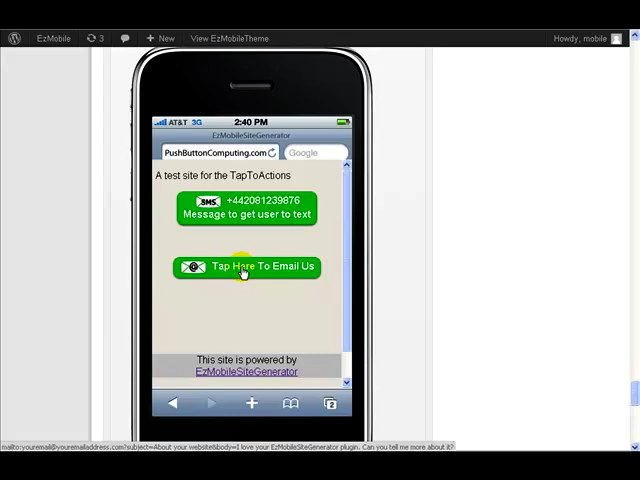 EzMobile 3 New View EzMobileTheme Howdy, mobile
AT&T 3G 2:40 PM
EzMobileSiteGenerator
PushButtonComputing.com Google
A test site for the TapToActions
SMS +442081239876
Message to get user to text
@ Tap Here To Email Us
This site is powered by
EzMobileSiteGenerator
2
mailto:youremail@youremailaddress.com?subject=About your website&body=I love your EzMobileSiteGenerator plugin. Can you tell me more about it?